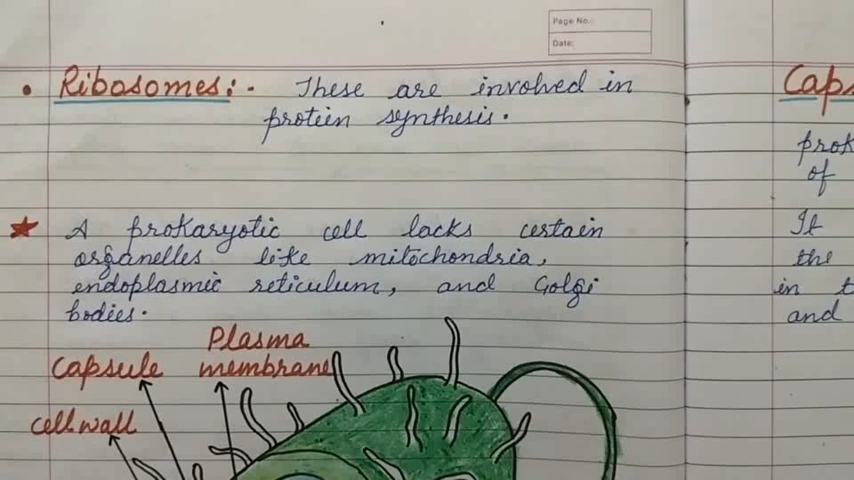 Page No.:
Date:
• Ribosomes:- These are involved in
protein synthesis.
★ A prokaryotic cell lacks certain
organelles like mitochondria,
endoplasmic reticulum, and Golgi
bodies.
Plasma
membrane
Capsule
cell wall
of
It
the
in
and